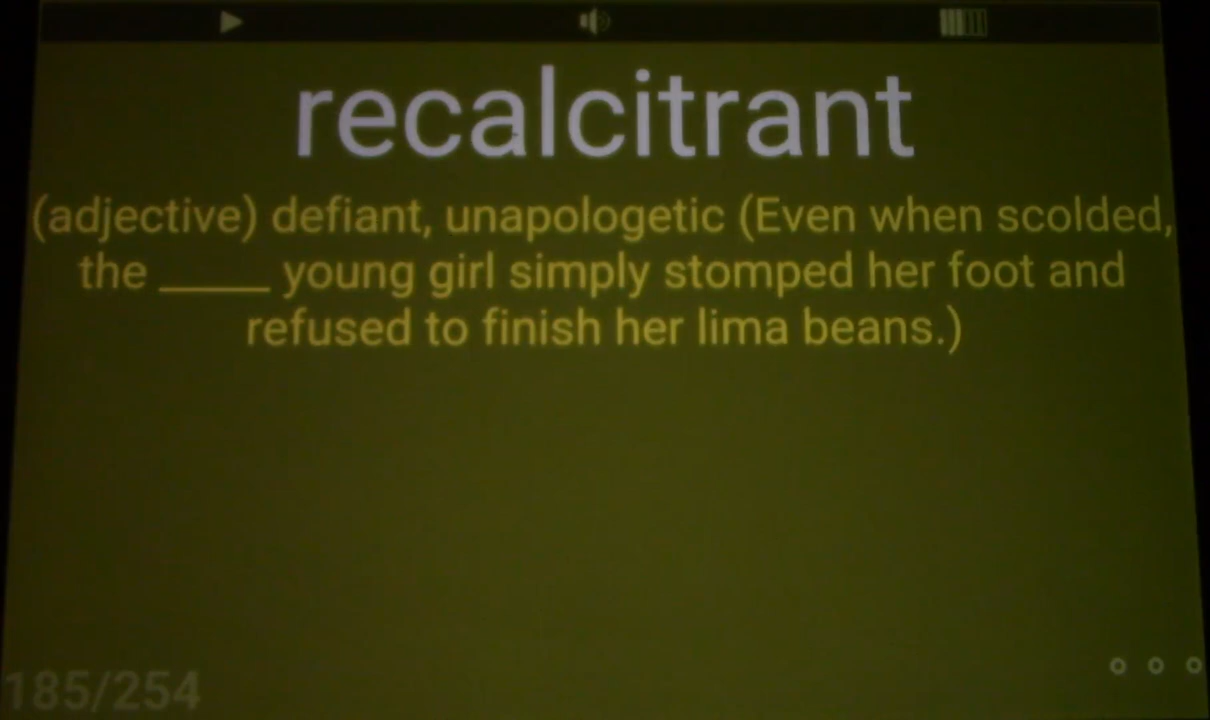 recalcitrant
(adjective) defiant, unapologetic (Even when scolded,
the _____ young girl simply stomped her foot and
refused to finish her lima beans.)
185/254